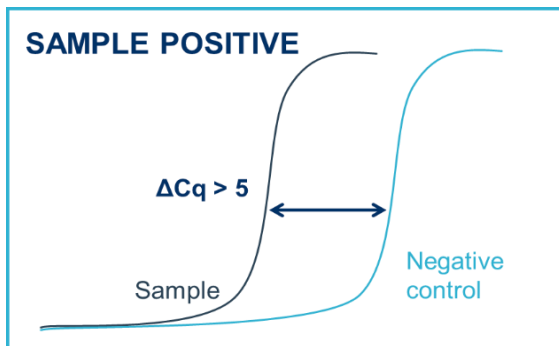 SAMPLE POSITIVE
ΔCq > 5
Sample
Negative
control